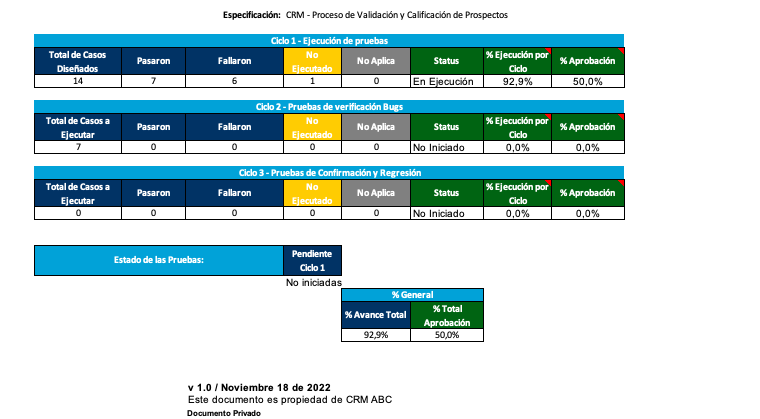 Especificación: CRM - Proceso de Validación y Calificación de Prospectos
Ciclo 1 - Ejecución de pruebas
Total de Casos Diseñados Pasaron Fallaron No Ejecutado No Aplica Status % Ejecución por Ciclo % Aprobación
14 7 6 1 0 En Ejecución 92,9% 50,0%
Ciclo 2 - Pruebas de verificación Bugs
Total de Casos a Ejecutar Pasaron Fallaron No Ejecutado No Aplica Status % Ejecución por Ciclo % Aprobación
7 0 0 0 0 No Iniciado 0,0% 0,0%
Ciclo 3 - Pruebas de Confirmación y Regresión
Total de Casos a Ejecutar Pasaron Fallaron No Ejecutado No Aplica Status % Ejecución por Ciclo % Aprobación
0 0 0 0 0 No Iniciado 0,0% 0,0%
Estado de las Pruebas: Pendiente Ciclo 1
No iniciadas
% General
% Avance Total % Total Aprobación
92,9% 50,0%
v 1.0 / Noviembre 18 de 2022
Este documento es propiedad de CRM ABC
Documento Privado